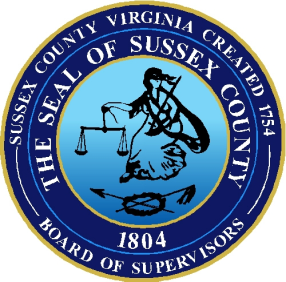 SUSSEX COUNTY VIRGINIA CREATED 1754
THE SEAL OF SUSSEX COUNTY
1804
BOARD OF SUPERVISORS